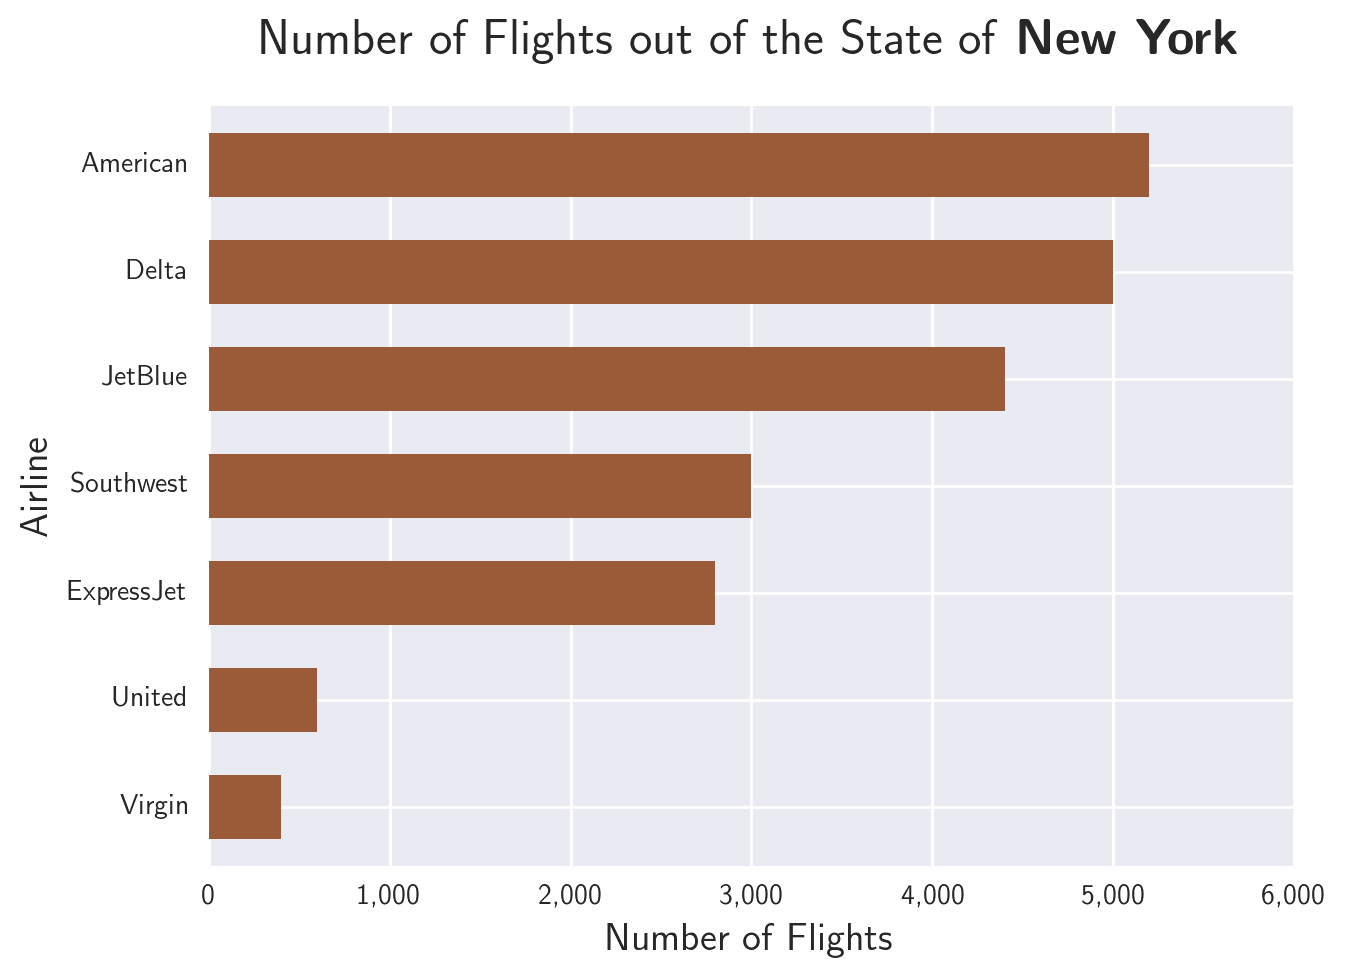 Number of Flights out of the State of New York
American
Delta
JetBlue
Southwest
ExpressJet
United
Virgin
Airline
0 1,000 2,000 3,000 4,000 5,000 6,000
Number of Flights